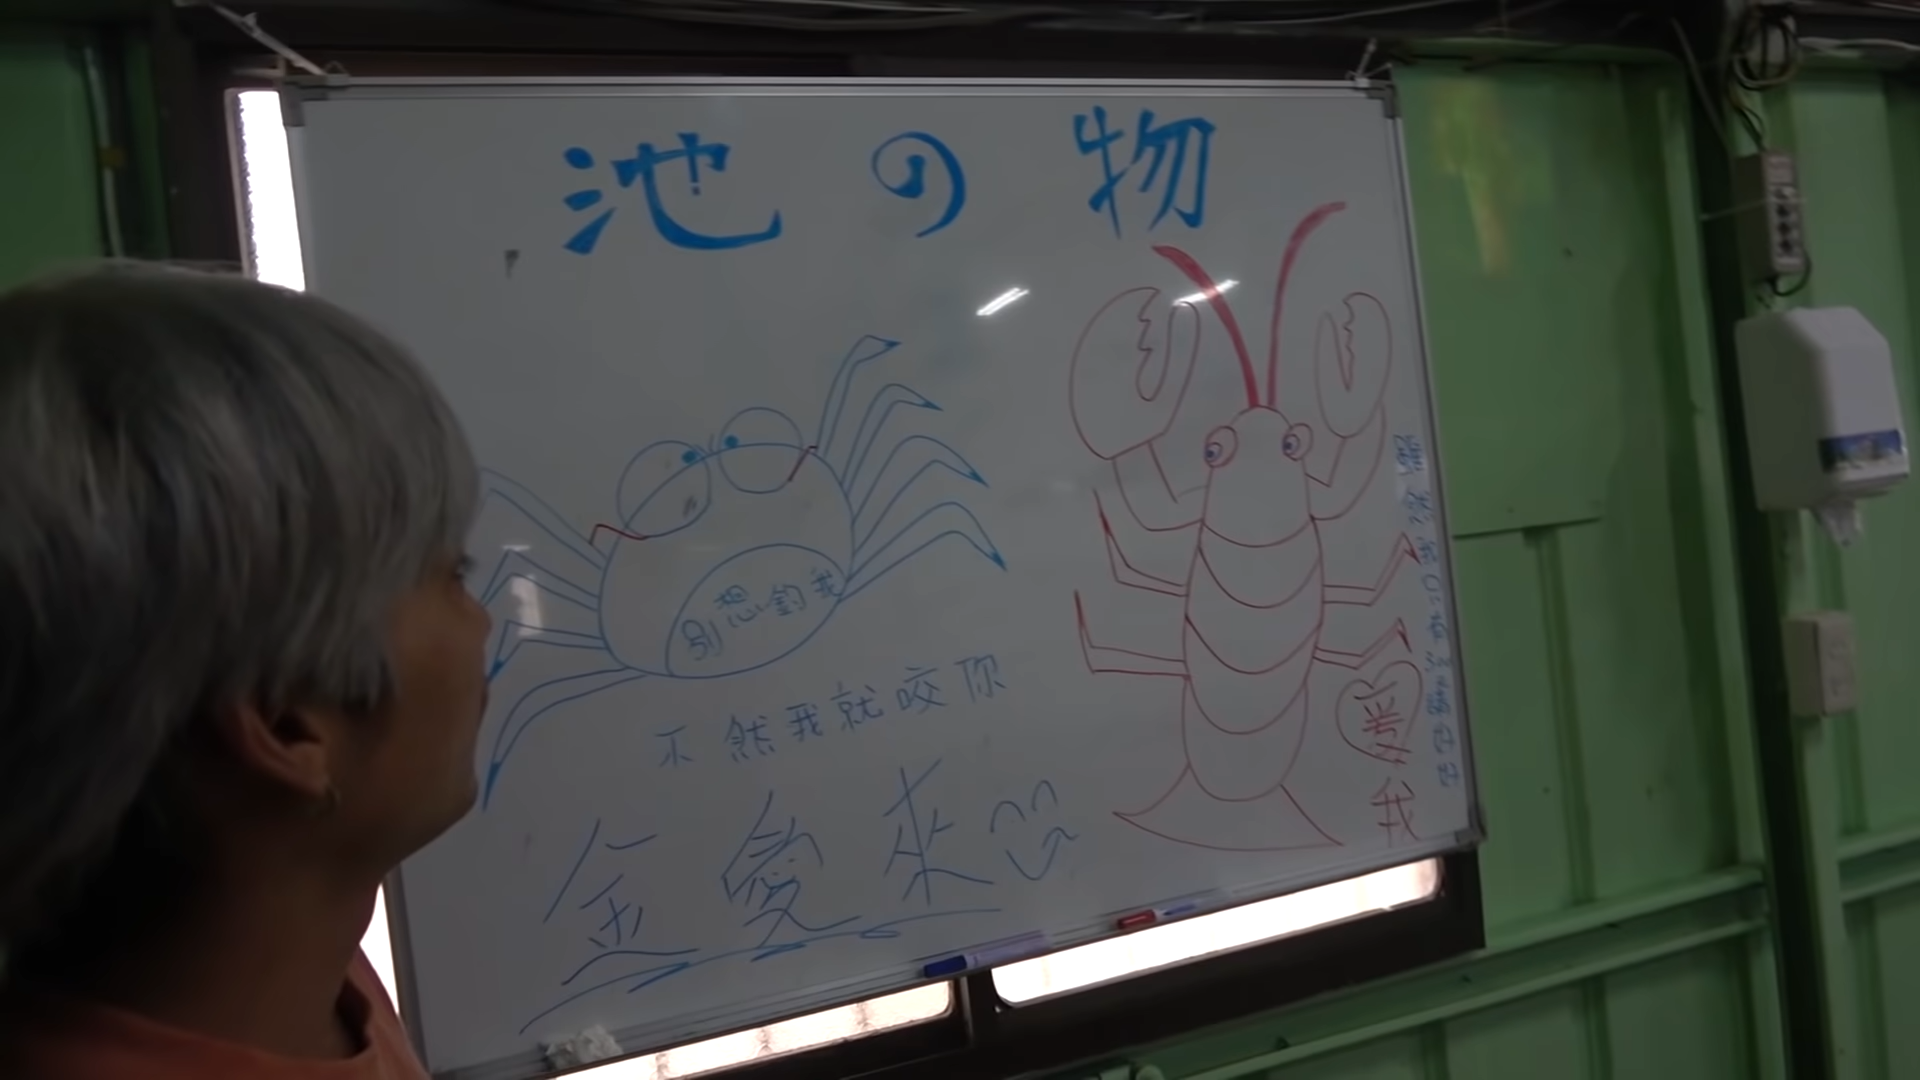 池の物
別想釣我
不然我就咬你
金愛來
愛
我